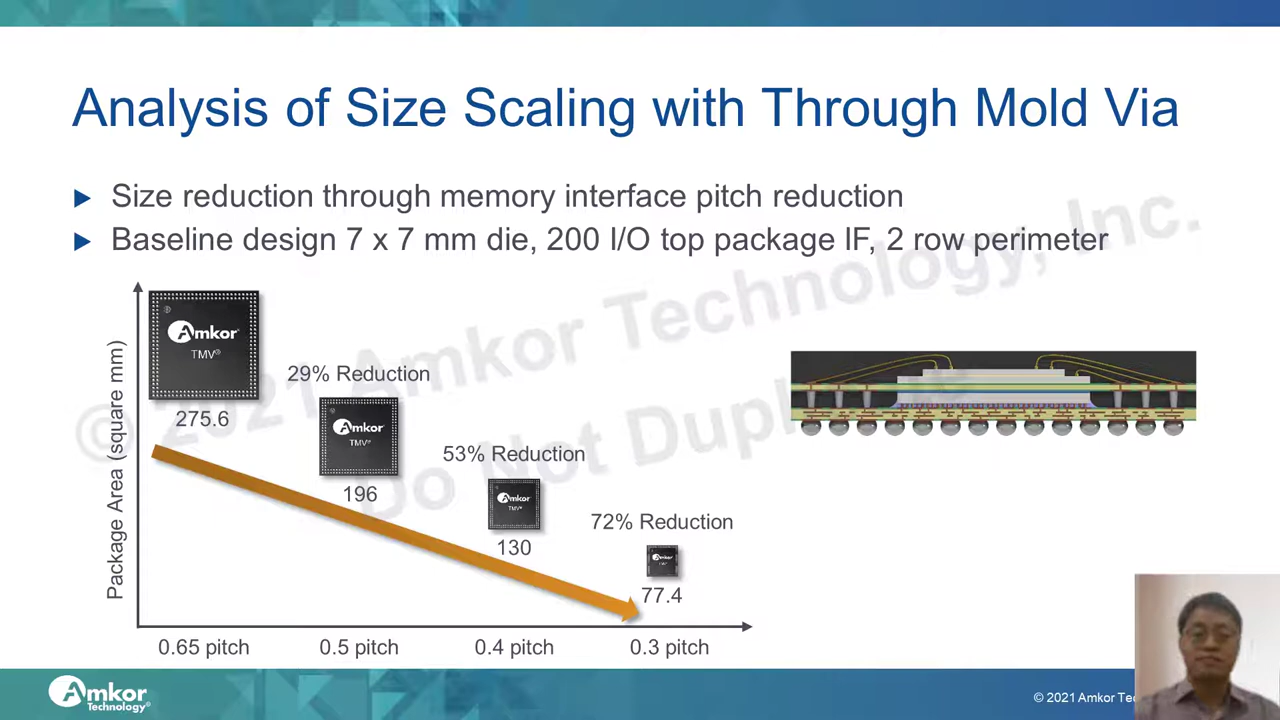 Analysis of Size Scaling with Through Mold Via
Size reduction through memory interface pitch reduction
Baseline design 7 x 7 mm die, 200 I/O top package IF, 2 row perimeter
© 2021 Amkor Technology, Inc.
Do Not Duplicate
Package Area (square mm)
Amkor
TMV®
275.6
29% Reduction
Amkor
TMV®
196
53% Reduction
Amkor
TMV®
130
72% Reduction
Amkor
77.4
0.65 pitch
0.5 pitch
0.4 pitch
0.3 pitch
Amkor
Technology®
© 2021 Amkor Tec